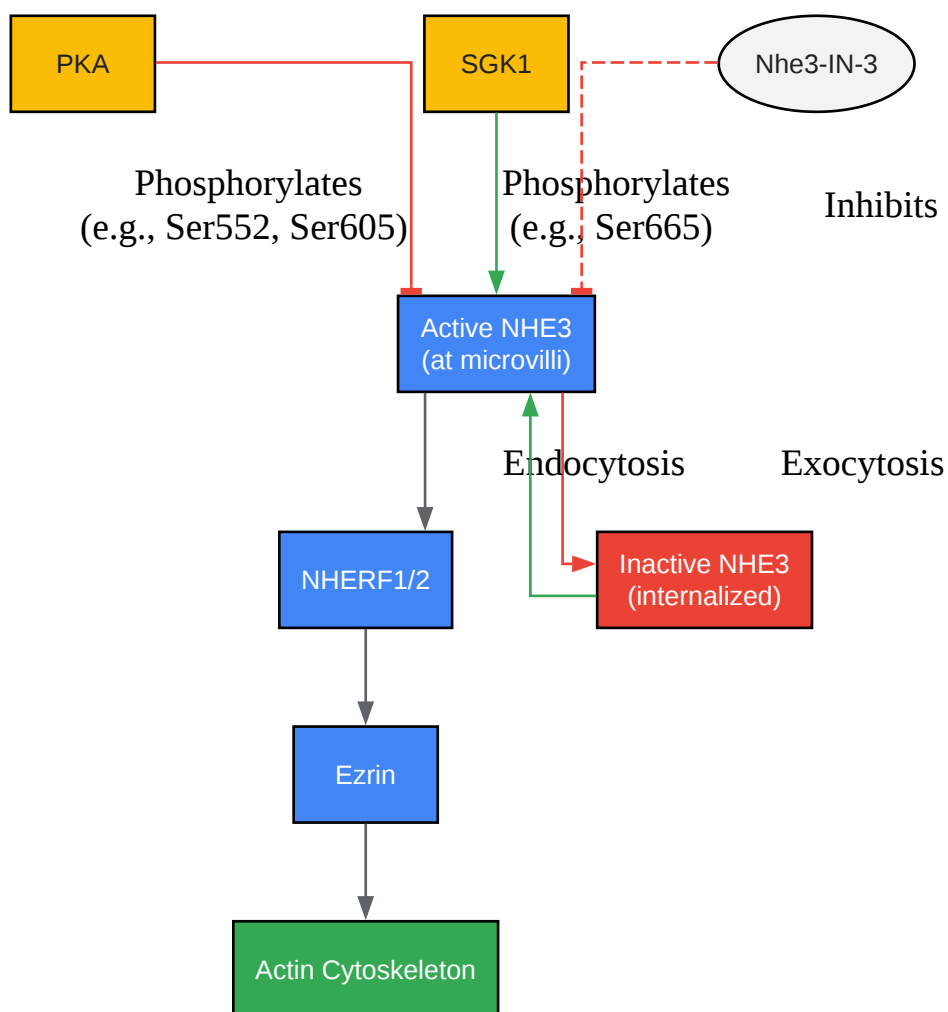 PKA
SGK1
Nhe3-IN-3
Phosphorylates
(e.g., Ser552, Ser605)
Phosphorylates
(e.g., Ser665)
Inhibits
Active NHE3
(at microvilli)
Endocytosis
Exocytosis
NHERF1/2
Inactive NHE3
(internalized)
Ezrin
Actin Cytoskeleton